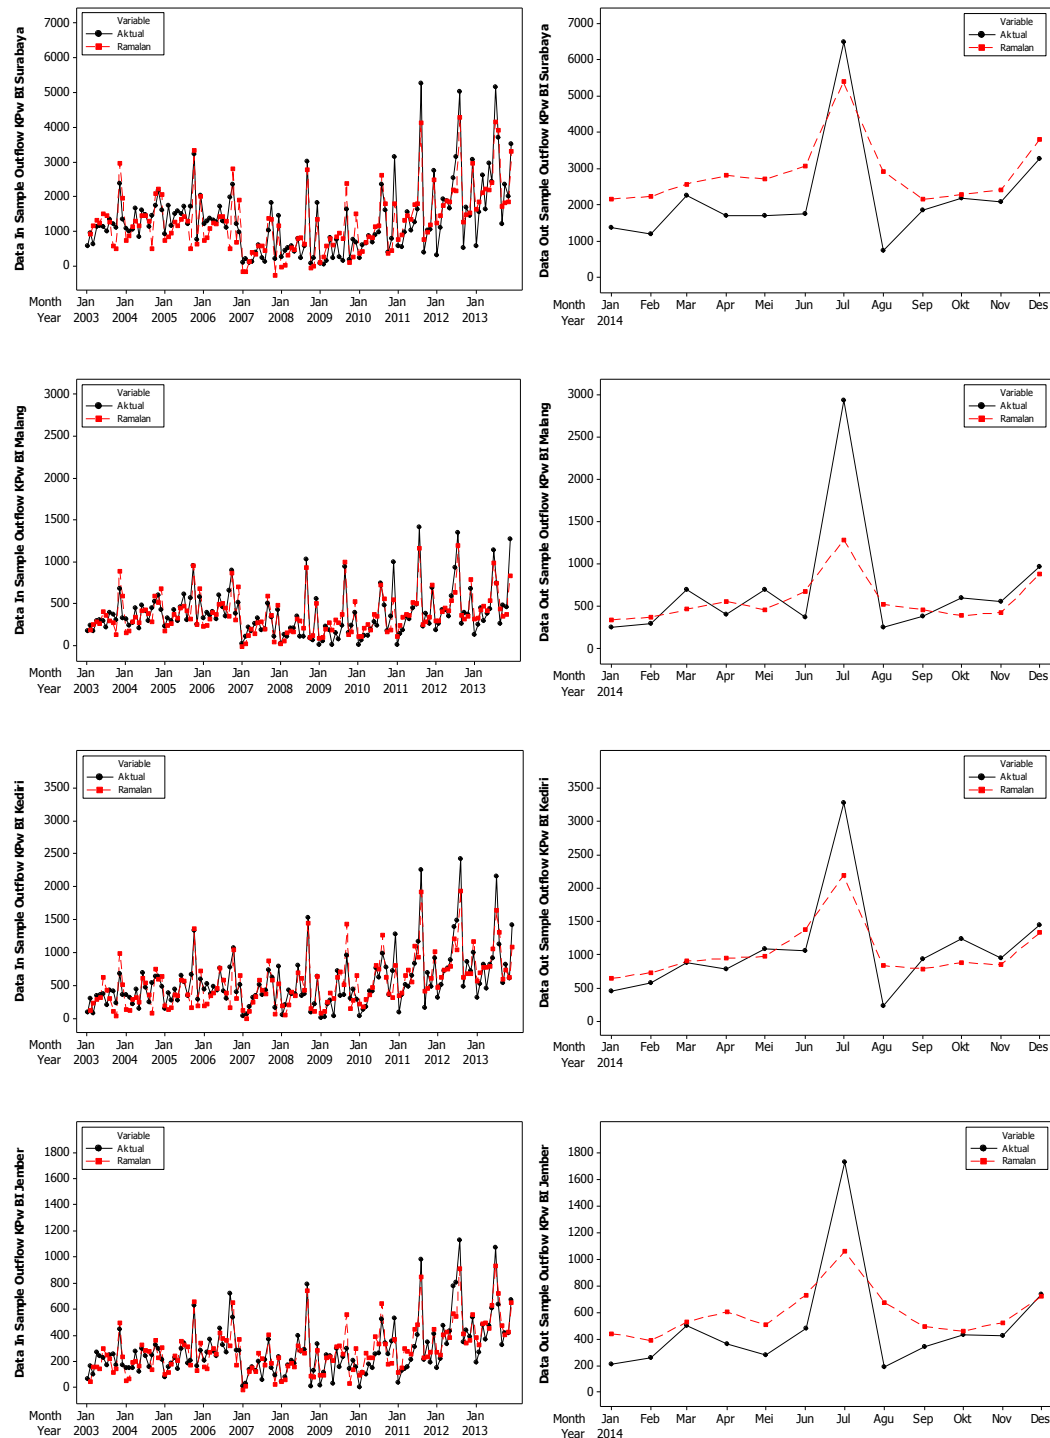 Data In Sample Outflow KPw BI Surabaya
7000
6000
5000
4000
3000
2000
1000
0
Variable
Aktual
Ramalan
Month Jan Jan Jan Jan Jan Jan Jan Jan Jan Jan Jan
Year 2003 2004 2005 2006 2007 2008 2009 2010 2011 2012 2013
Data Out Sample Outflow KPw BI Surabaya
7000
6000
5000
4000
3000
2000
1000
0
Variable
Aktual
Ramalan
Month Jan Feb Mar Apr Mei Jun Jul Agu Sep Okt Nov Des
Year 2014
Data In Sample Outflow KPw BI Malang
3000
2500
2000
1500
1000
500
0
Variable
Aktual
Ramalan
Month Jan Jan Jan Jan Jan Jan Jan Jan Jan Jan Jan
Year 2003 2004 2005 2006 2007 2008 2009 2010 2011 2012 2013
Data Out Sample Outflow KPw BI Malang
3000
2500
2000
1500
1000
500
0
Variable
Aktual
Ramalan
Month Jan Feb Mar Apr Mei Jun Jul Agu Sep Okt Nov Des
Year 2014
Data In Sample Outflow KPw BI Kediri
3500
3000
2500
2000
1500
1000
500
0
Variable
Aktual
Ramalan
Month Jan Jan Jan Jan Jan Jan Jan Jan Jan Jan Jan
Year 2003 2004 2005 2006 2007 2008 2009 2010 2011 2012 2013
Data Out Sample Outflow KPw BI Kediri
3500
3000
2500
2000
1500
1000
500
0
Variable
Aktual
Ramalan
Month Jan Feb Mar Apr Mei Jun Jul Agu Sep Okt Nov Des
Year 2014
Data In Sample Outflow KPw BI Jember
1800
1600
1400
1200
1000
800
600
400
200
0
Variable
Aktual
Ramalan
Month Jan Jan Jan Jan Jan Jan Jan Jan Jan Jan Jan
Year 2003 2004 2005 2006 2007 2008 2009 2010 2011 2012 2013
Data Out Sample Outflow KPw BI Jember
1800
1600
1400
1200
1000
800
600
400
200
0
Variable
Aktual
Ramalan
Month Jan Feb Mar Apr Mei Jun Jul Agu Sep Okt Nov Des
Year 2014